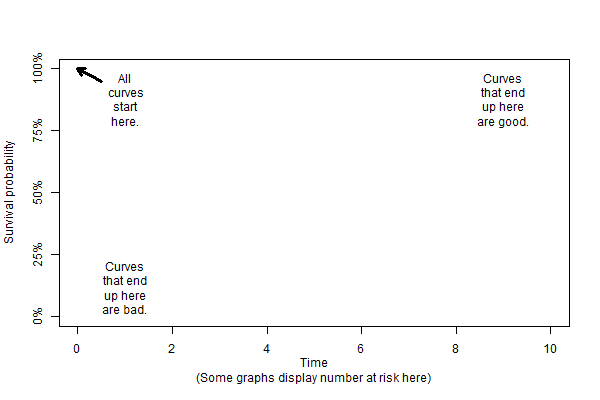 100%
75%
50%
25%
0%
Survival probability
All
curves
start
here.
Curves
that end
up here
are good.
Curves
that end
up here
are bad.
0 2 4 6 8 10
Time
(Some graphs display number at risk here)